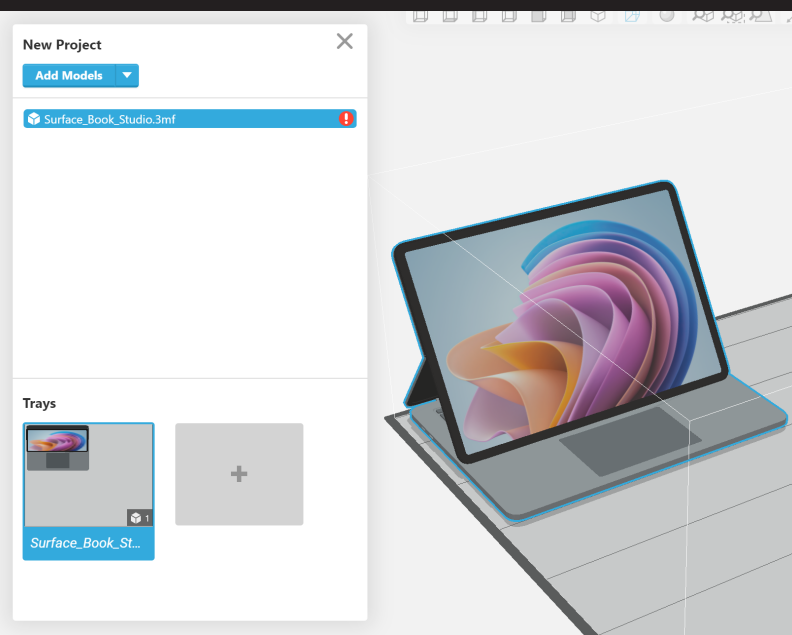 New Project
Add Models
Surface_Book_Studio.3mf
Trays
1
Surface_Book_St...